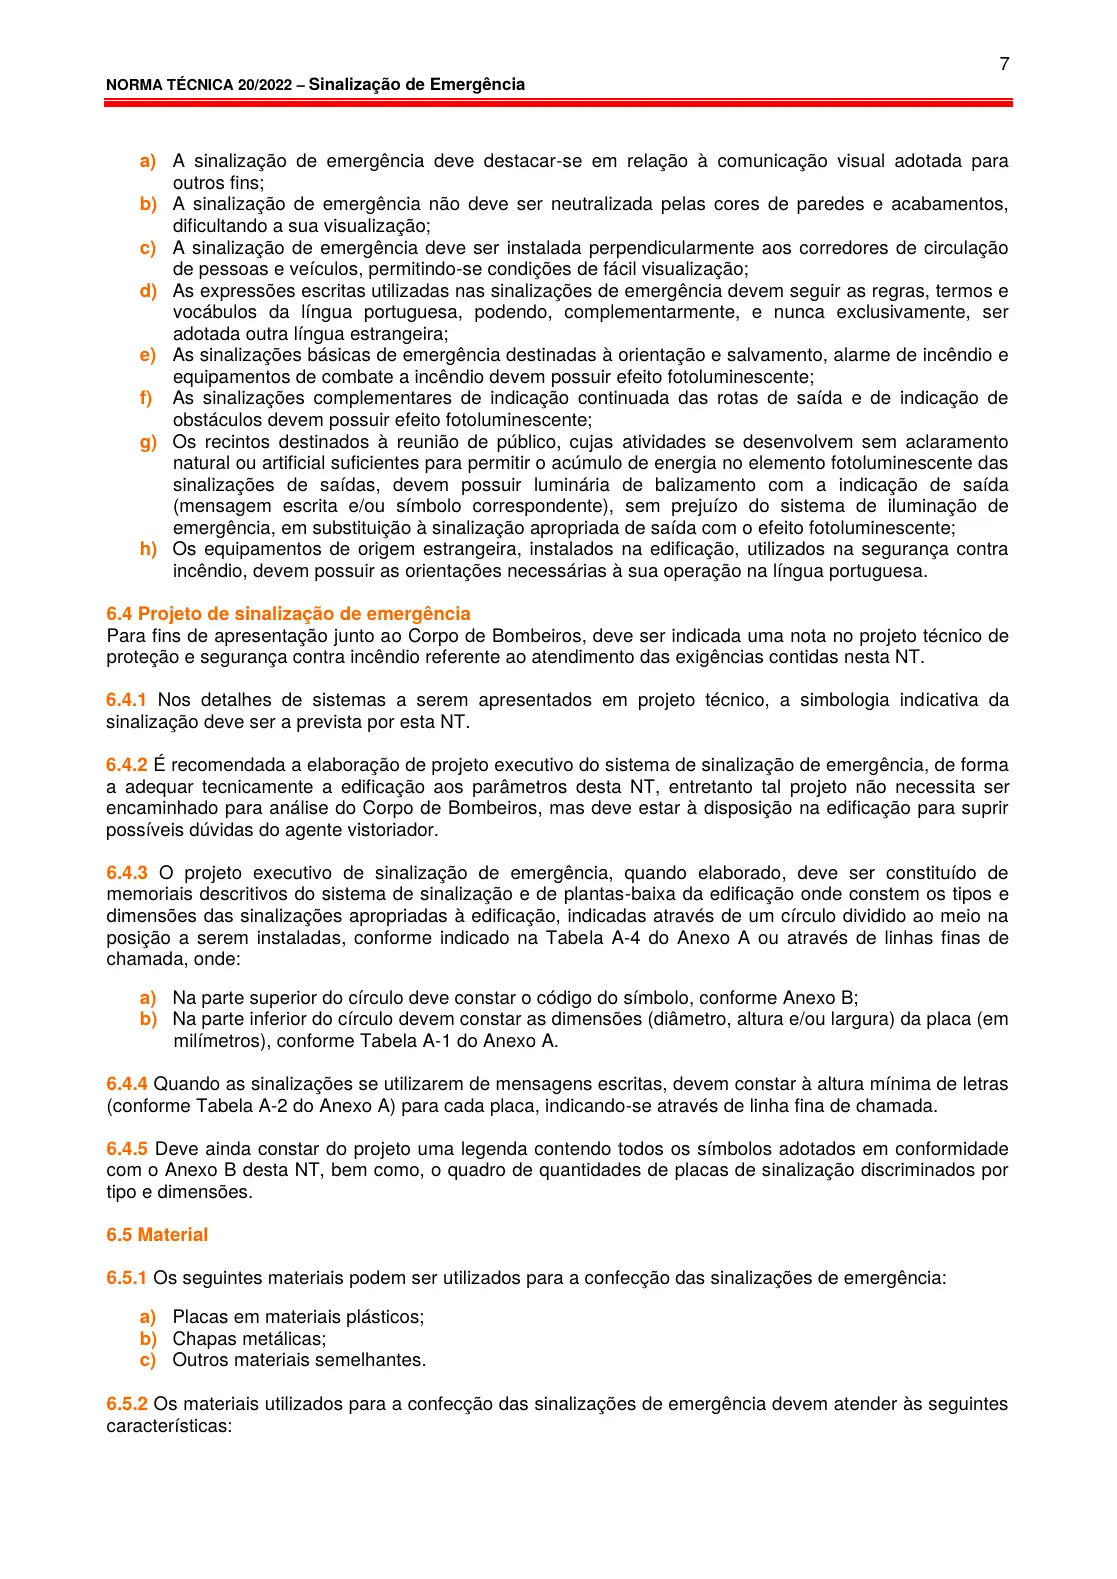 7
NORMA TÉCNICA 20/2022 – Sinalização de Emergência
a) A sinalização de emergência deve destacar-se em relação à comunicação visual adotada para
outros fins;
b) A sinalização de emergência não deve ser neutralizada pelas cores de paredes e acabamentos,
dificultando a sua visualização;
c) A sinalização de emergência deve ser instalada perpendicularmente aos corredores de circulação
de pessoas e veículos, permitindo-se condições de fácil visualização;
d) As expressões escritas utilizadas nas sinalizações de emergência devem seguir as regras, termos e
vocábulos da língua portuguesa, podendo, complementarmente, e nunca exclusivamente, ser
adotada outra língua estrangeira;
e) As sinalizações básicas de emergência destinadas à orientação e salvamento, alarme de incêndio e
equipamentos de combate a incêndio devem possuir efeito fotoluminescente;
f) As sinalizações complementares de indicação continuada das rotas de saída e de indicação de
obstáculos devem possuir efeito fotoluminescente;
g) Os recintos destinados à reunião de público, cujas atividades se desenvolvem sem aclaramento
natural ou artificial suficientes para permitir o acúmulo de energia no elemento fotoluminescente das
sinalizações de saídas, devem possuir luminária de balizamento com a indicação de saída
(mensagem escrita e/ou símbolo correspondente), sem prejuízo do sistema de iluminação de
emergência, em substituição à sinalização apropriada de saída com o efeito fotoluminescente;
h) Os equipamentos de origem estrangeira, instalados na edificação, utilizados na segurança contra
incêndio, devem possuir as orientações necessárias à sua operação na língua portuguesa.
6.4 Projeto de sinalização de emergência
Para fins de apresentação junto ao Corpo de Bombeiros, deve ser indicada uma nota no projeto técnico de
proteção e segurança contra incêndio referente ao atendimento das exigências contidas nesta NT.
6.4.1 Nos detalhes de sistemas a serem apresentados em projeto técnico, a simbologia indicativa da
sinalização deve ser a prevista por esta NT.
6.4.2 É recomendada a elaboração de projeto executivo do sistema de sinalização de emergência, de forma
a adequar tecnicamente a edificação aos parâmetros desta NT, entretanto tal projeto não necessita ser
encaminhado para análise do Corpo de Bombeiros, mas deve estar à disposição na edificação para suprir
possíveis dúvidas do agente vistoriador.
6.4.3 O projeto executivo de sinalização de emergência, quando elaborado, deve ser constituído de
memoriais descritivos do sistema de sinalização e de plantas-baixa da edificação onde constem os tipos e
dimensões das sinalizações apropriadas à edificação, indicadas através de um círculo dividido ao meio na
posição a serem instaladas, conforme indicado na Tabela A-4 do Anexo A ou através de linhas finas de
chamada, onde:
a) Na parte superior do círculo deve constar o código do símbolo, conforme Anexo B;
b) Na parte inferior do círculo devem constar as dimensões (diâmetro, altura e/ou largura) da placa (em
milímetros), conforme Tabela A-1 do Anexo A.
6.4.4 Quando as sinalizações se utilizarem de mensagens escritas, devem constar à altura mínima de letras
(conforme Tabela A-2 do Anexo A) para cada placa, indicando-se através de linha fina de chamada.
6.4.5 Deve ainda constar do projeto uma legenda contendo todos os símbolos adotados em conformidade
com o Anexo B desta NT, bem como, o quadro de quantidades de placas de sinalização discriminados por
tipo e dimensões.
6.5 Material
6.5.1 Os seguintes materiais podem ser utilizados para a confecção das sinalizações de emergência:
a) Placas em materiais plásticos;
b) Chapas metálicas;
c) Outros materiais semelhantes.
6.5.2 Os materiais utilizados para a confecção das sinalizações de emergência devem atender às seguintes
características: